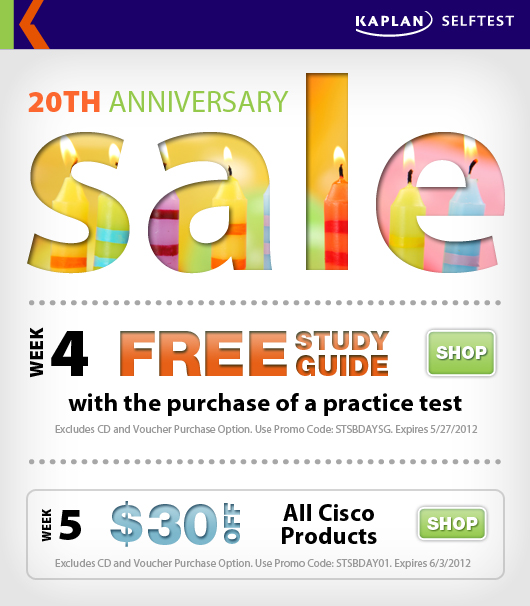 KAPLAN SELFTEST
20TH ANNIVERSARY
sale
WEEK 4 FREE STUDY GUIDE SHOP
with the purchase of a practice test
Excludes CD and Voucher Purchase Option. Use Promo Code: STSBDAYSG. Expires 5/27/2012
WEEK 5 $30 OFF All Cisco Products SHOP
Excludes CD and Voucher Purchase Option. Use Promo Code: STSBDAY01. Expires 6/3/2012